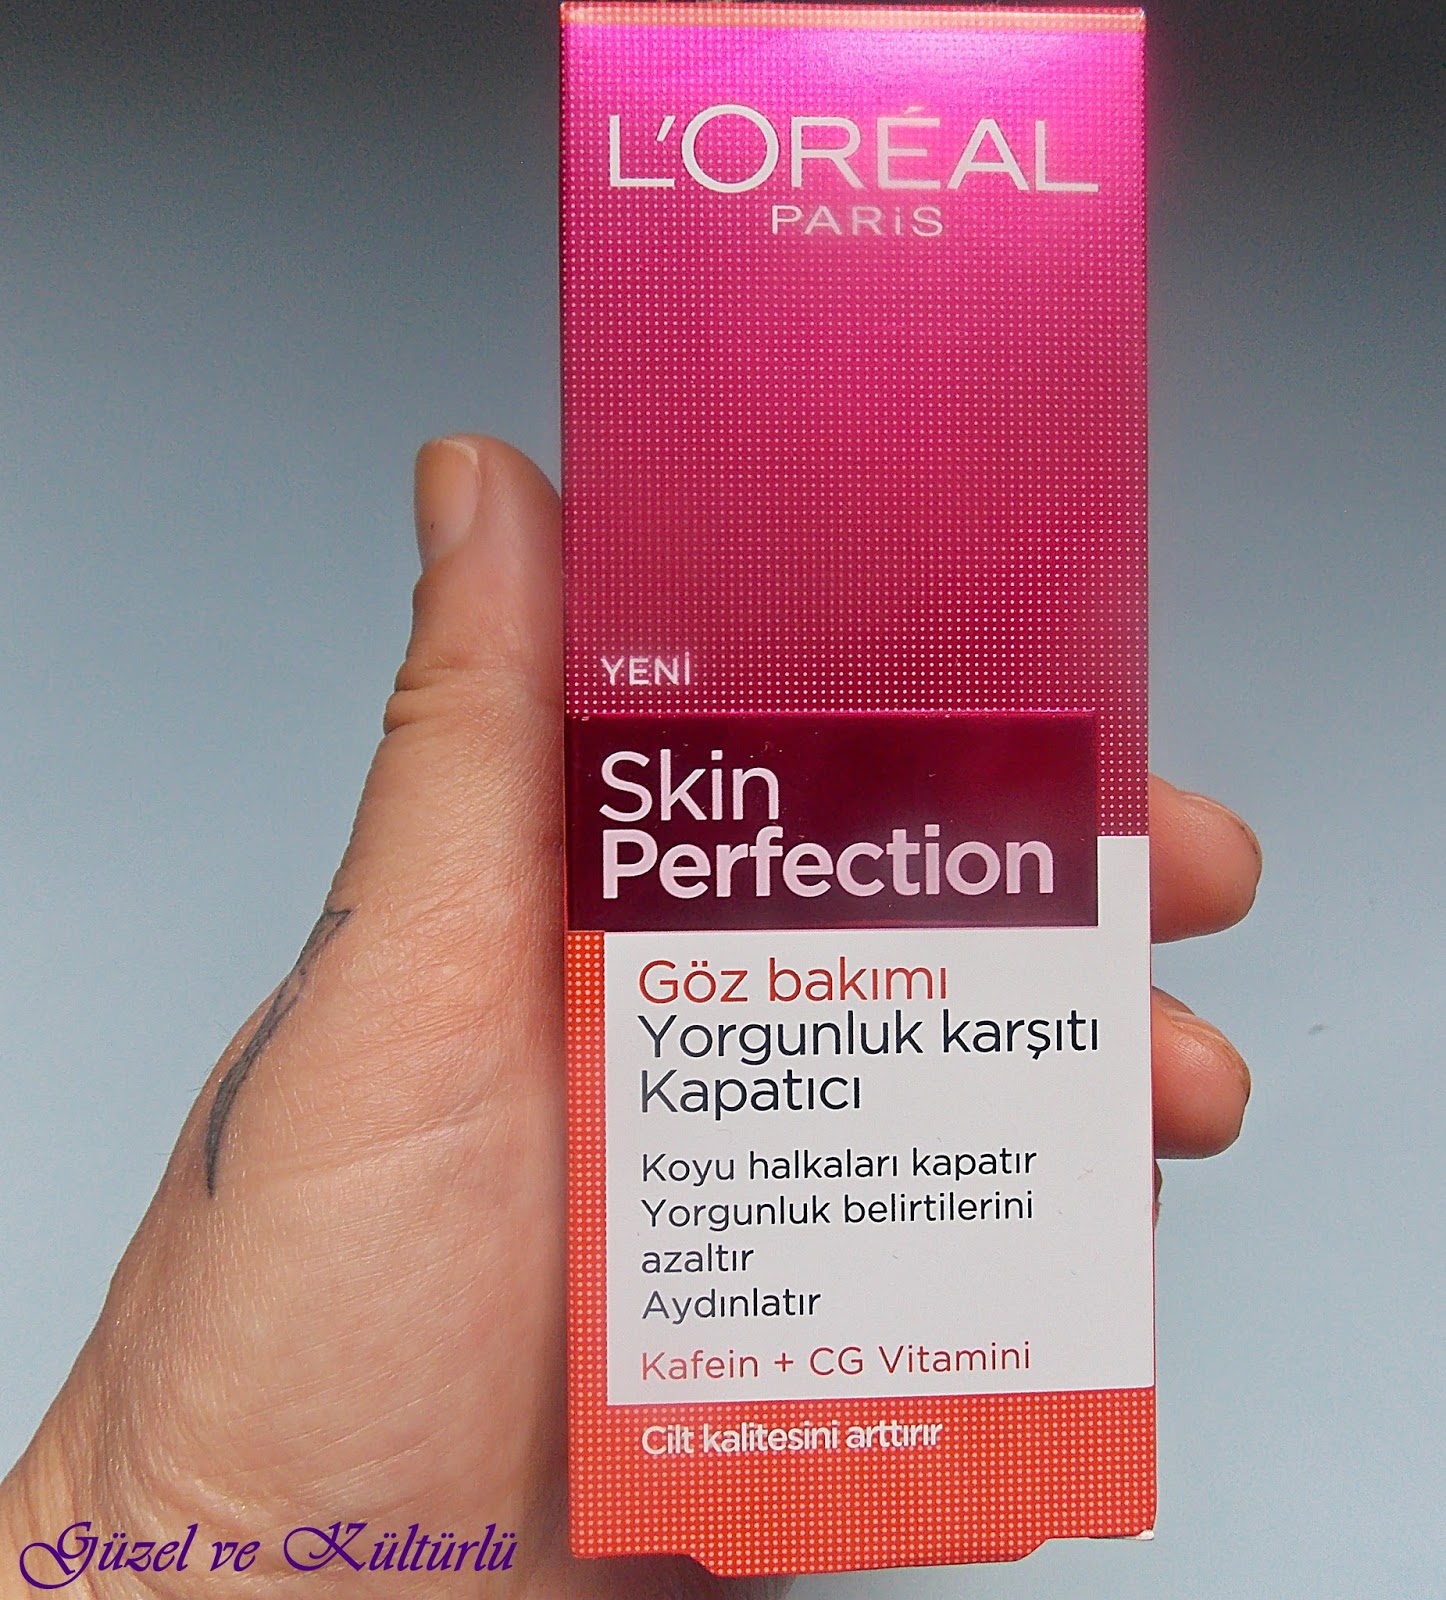 L'ORÉAL
PARiS
YENİ
Skin
Perfection
Göz bakımı
Yorgunluk karşıtı
Kapatıcı
Koyu halkaları kapatır
Yorgunluk belirtilerini
azaltır
Aydınlatır
Kafein + CG Vitamini
Cilt kalitesini arttırır
Güzel ve Kültürlü